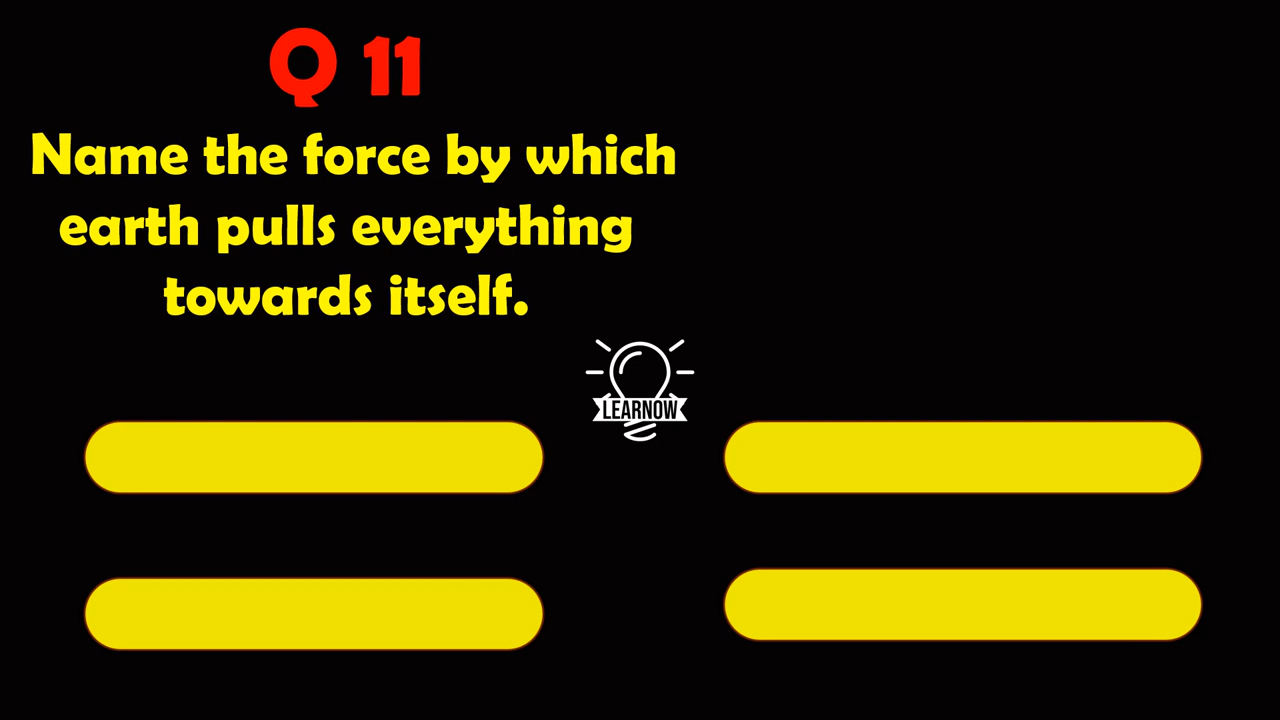 Q 11
Name the force by which
earth pulls everything
towards itself.
LEARNOW